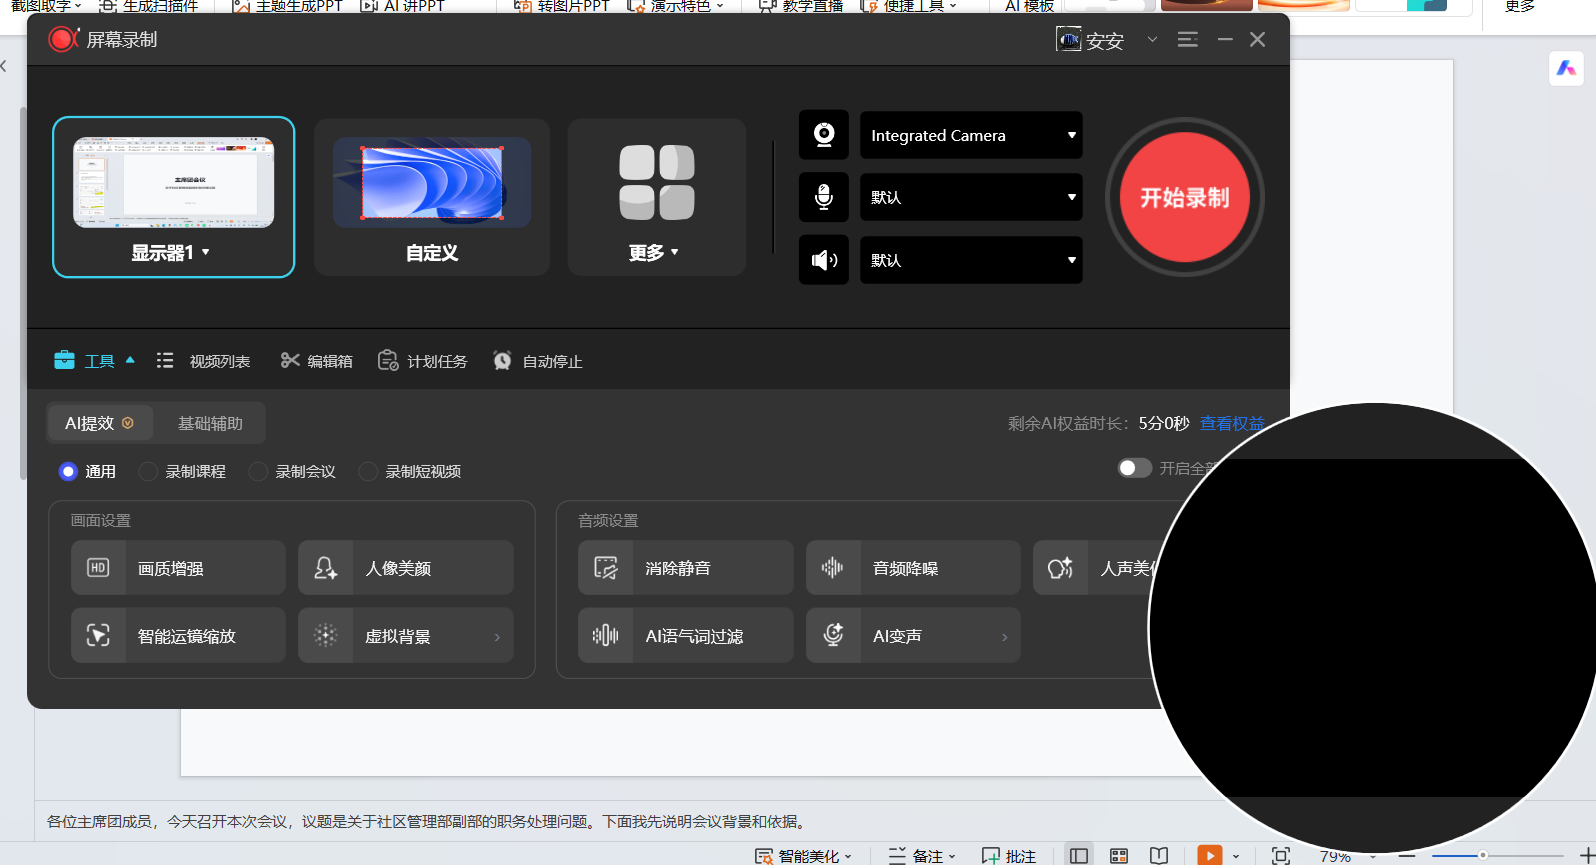 截图取字 生成扫描件 主题生成PPT AI 讲PPT 转图片PPT 演示特色 教学直播 便捷工具 AI 模板 更多
屏幕录制 安安
主席团会议
Integrated Camera
默认
默认
开始录制
显示器1 自定义 更多
工具 视频列表 编辑箱 计划任务 自动停止
AI提效 基础辅助 剩余AI权益时长： 5分0秒 查看权益
通用 录制课程 录制会议 录制短视频 开启全部
画面设置 音频设置
HD 画质增强 人像美颜 消除静音 音频降噪 人声美化
智能运镜缩放 虚拟背景 AI语气词过滤 AI变声
各位主席团成员，今天召开本次会议，议题是关于社区管理部副部的职务处理问题。下面我先说明会议背景和依据。
智能美化 备注 批注 79%